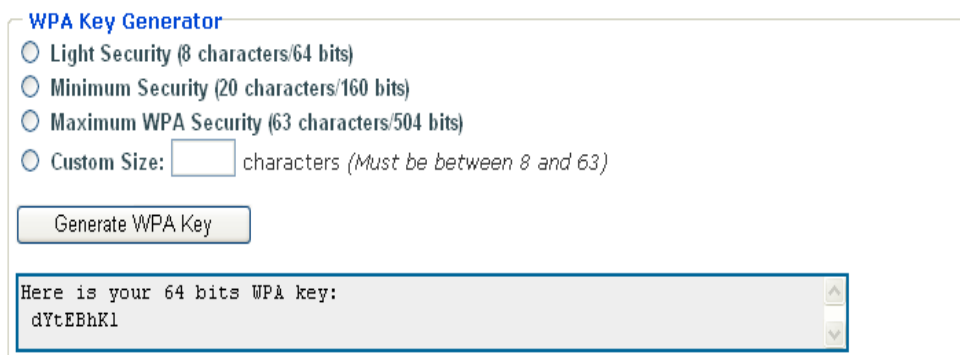 WPA Key Generator
Light Security (8 characters/64 bits)
Minimum Security (20 characters/160 bits)
Maximum WPA Security (63 characters/504 bits)
Custom Size: characters (Must be between 8 and 63)
Generate WPA Key
Here is your 64 bits WPA key:
dYtEBhKl